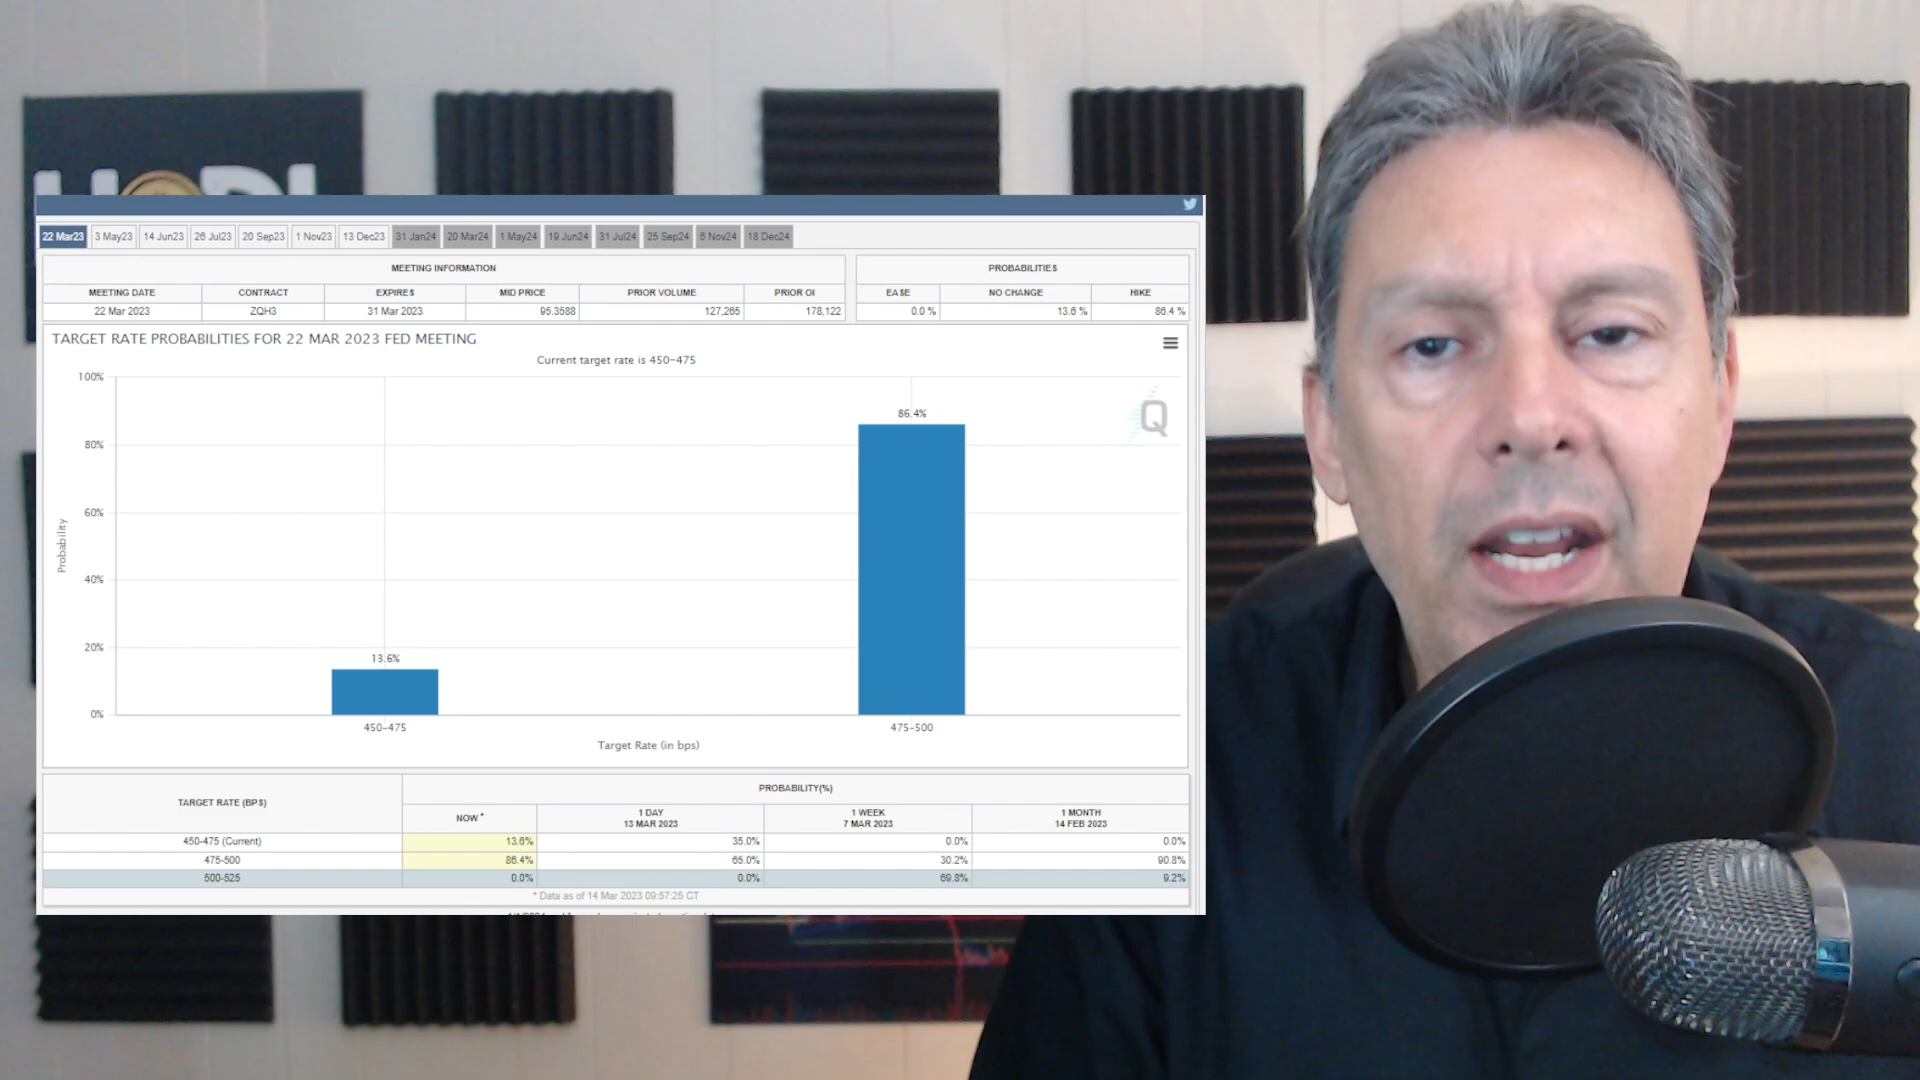 HODL
22 Mar23 3 May23 14 Jun23 26 Jul23 20 Sep23 1 Nov23 13 Dec23 31 Jan24 20 Mar24 1 May24 19 Jun24 31 Jul24 25 Sep24 6 Nov24 18 Dec24
MEETING INFORMATION
MEETING DATE CONTRACT EXPIRES MID PRICE PRIOR VOLUME PRIOR OI
22 Mar 2023 ZQH3 31 Mar 2023 95.3588 127,265 178,122
PROBABILITIES
EASE NO CHANGE HIKE
0.0 % 13.6 % 86.4 %
TARGET RATE PROBABILITIES FOR 22 MAR 2023 FED MEETING
Current target rate is 450-475
Q
100%
80%
60%
40%
20%
0%
Probability
13.6%
86.4%
450-475 475-500
Target Rate (in bps)
TARGET RATE (BPS) PROBABILITY(%)
NOW * 1 DAY 1 WEEK 1 MONTH
13 MAR 2023 7 MAR 2023 14 FEB 2023
450-475 (Current) 13.6% 35.0% 0.0% 0.0%
475-500 86.4% 65.0% 30.2% 90.8%
500-525 0.0% 0.0% 69.8% 9.2%
* Data as of 14 Mar 2023 09:57:25 CT